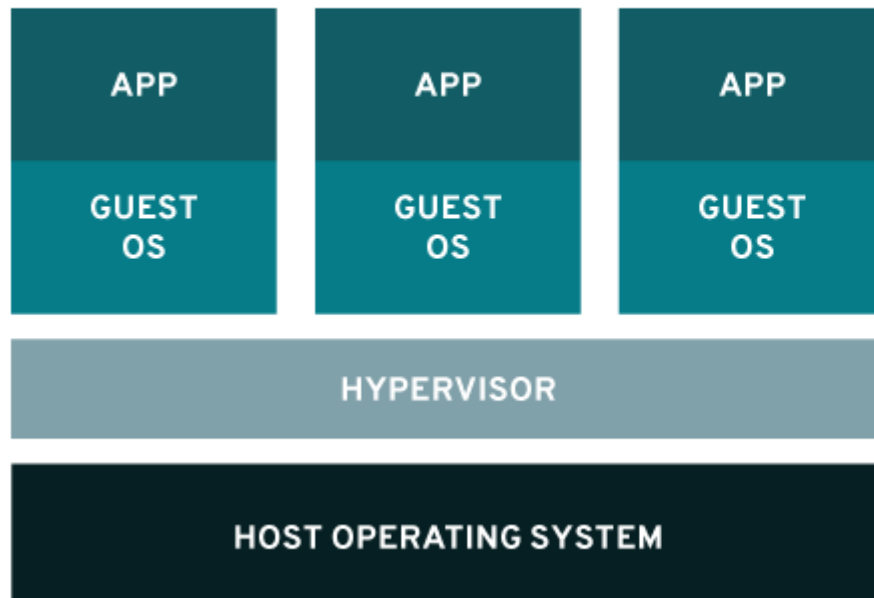 APP
APP
APP
GUEST
OS
GUEST
OS
GUEST
OS
HYPERVISOR
HOST OPERATING SYSTEM